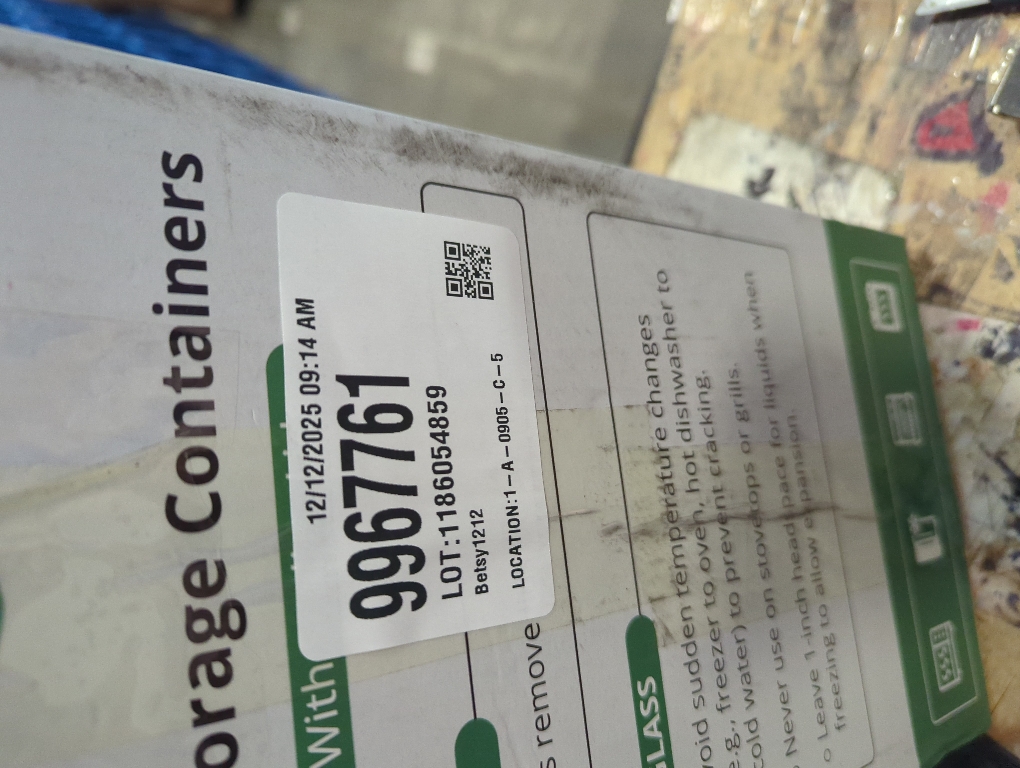 orage Containers
With
12/12/2025 09:14 AM
9967761
LOT:1186054859
Betsy1212
LOCATION:1-A-0905-C-5
s remove
LASS
void sudden temperature changes
e.g., freezer to oven, hot dishwasher to
cold water) to prevent cracking.
Never use on stovetops or grills.
o Leave 1-inch headspace for liquids when
freezing to allow expansion.